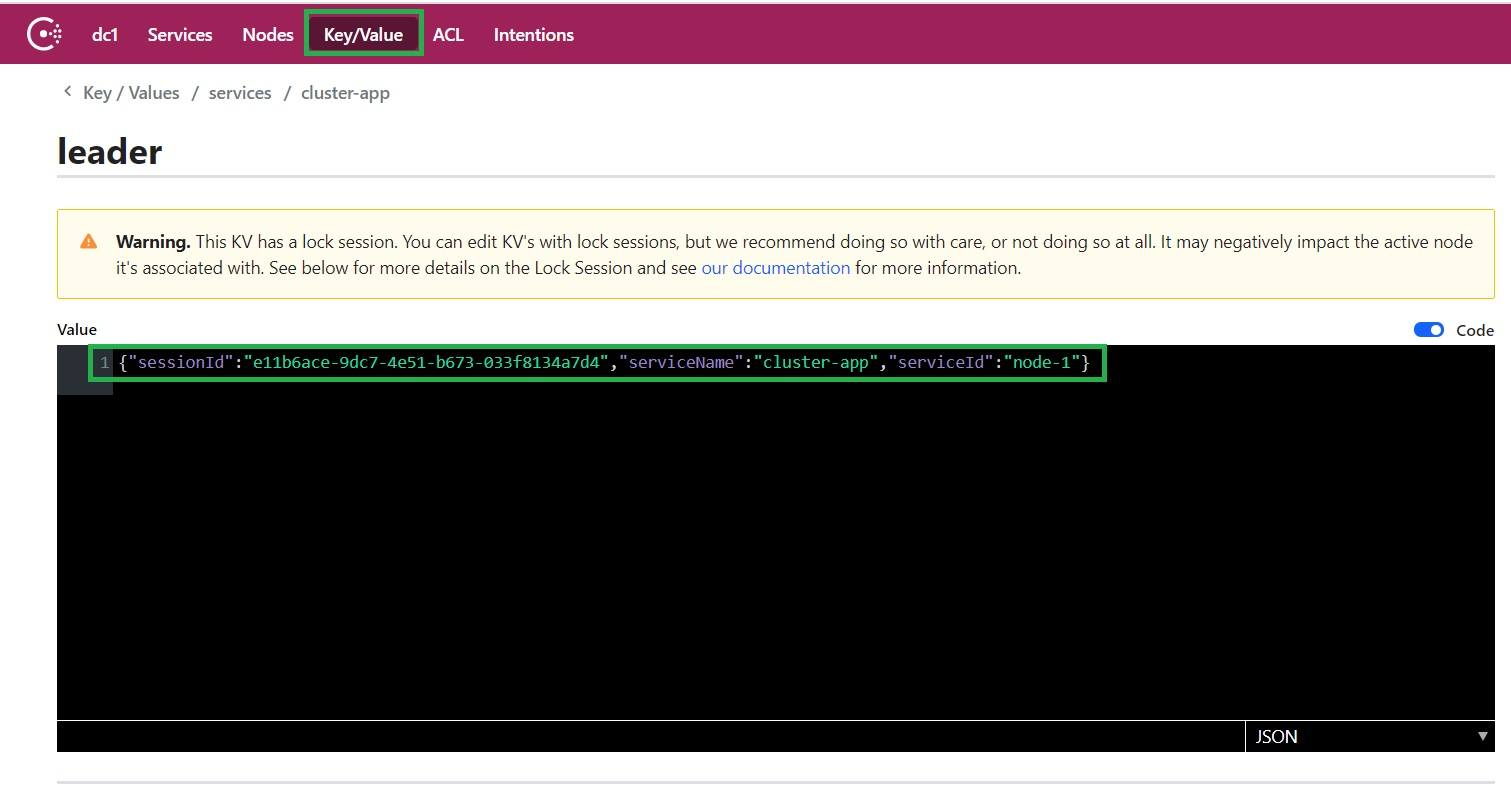 dc1 Services Nodes Key/Value ACL Intentions
Key / Values / services / cluster-app
leader
Warning. This KV has a lock session. You can edit KV's with lock sessions, but we recommend doing so with care, or not doing so at all. It may negatively impact the active node
it's associated with. See below for more details on the Lock Session and see our documentation for more information.
Value Code
1 {"sessionId":"e11b6ace-9dc7-4e51-b673-033f8134a7d4","serviceName":"cluster-app","serviceId":"node-1"}
JSON